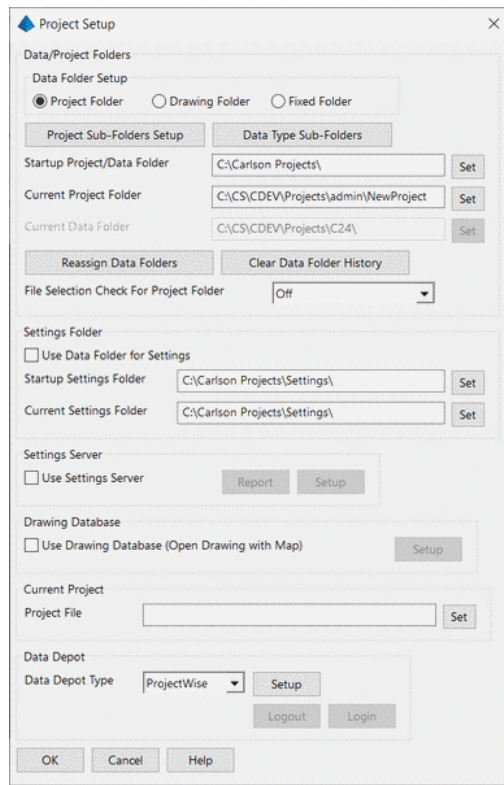 Project Setup
Data/Project Folders
Data Folder Setup
Project Folder Drawing Folder Fixed Folder
Project Sub-Folders Setup Data Type Sub-Folders
Startup Project/Data Folder C:\Carlson Projects\ Set
Current Project Folder C:\CS\CDEV\Projects\admin\NewProject Set
Current Data Folder C:\CS\CDEV\Projects\C24\ Set
Reassign Data Folders Clear Data Folder History
File Selection Check For Project Folder Off
Settings Folder
Use Data Folder for Settings
Startup Settings Folder C:\Carlson Projects\Settings\ Set
Current Settings Folder C:\Carlson Projects\Settings\ Set
Settings Server
Use Settings Server Report Setup
Drawing Database
Use Drawing Database (Open Drawing with Map) Setup
Current Project
Project File Set
Data Depot
Data Depot Type ProjectWise Setup
Logout Login
OK Cancel Help